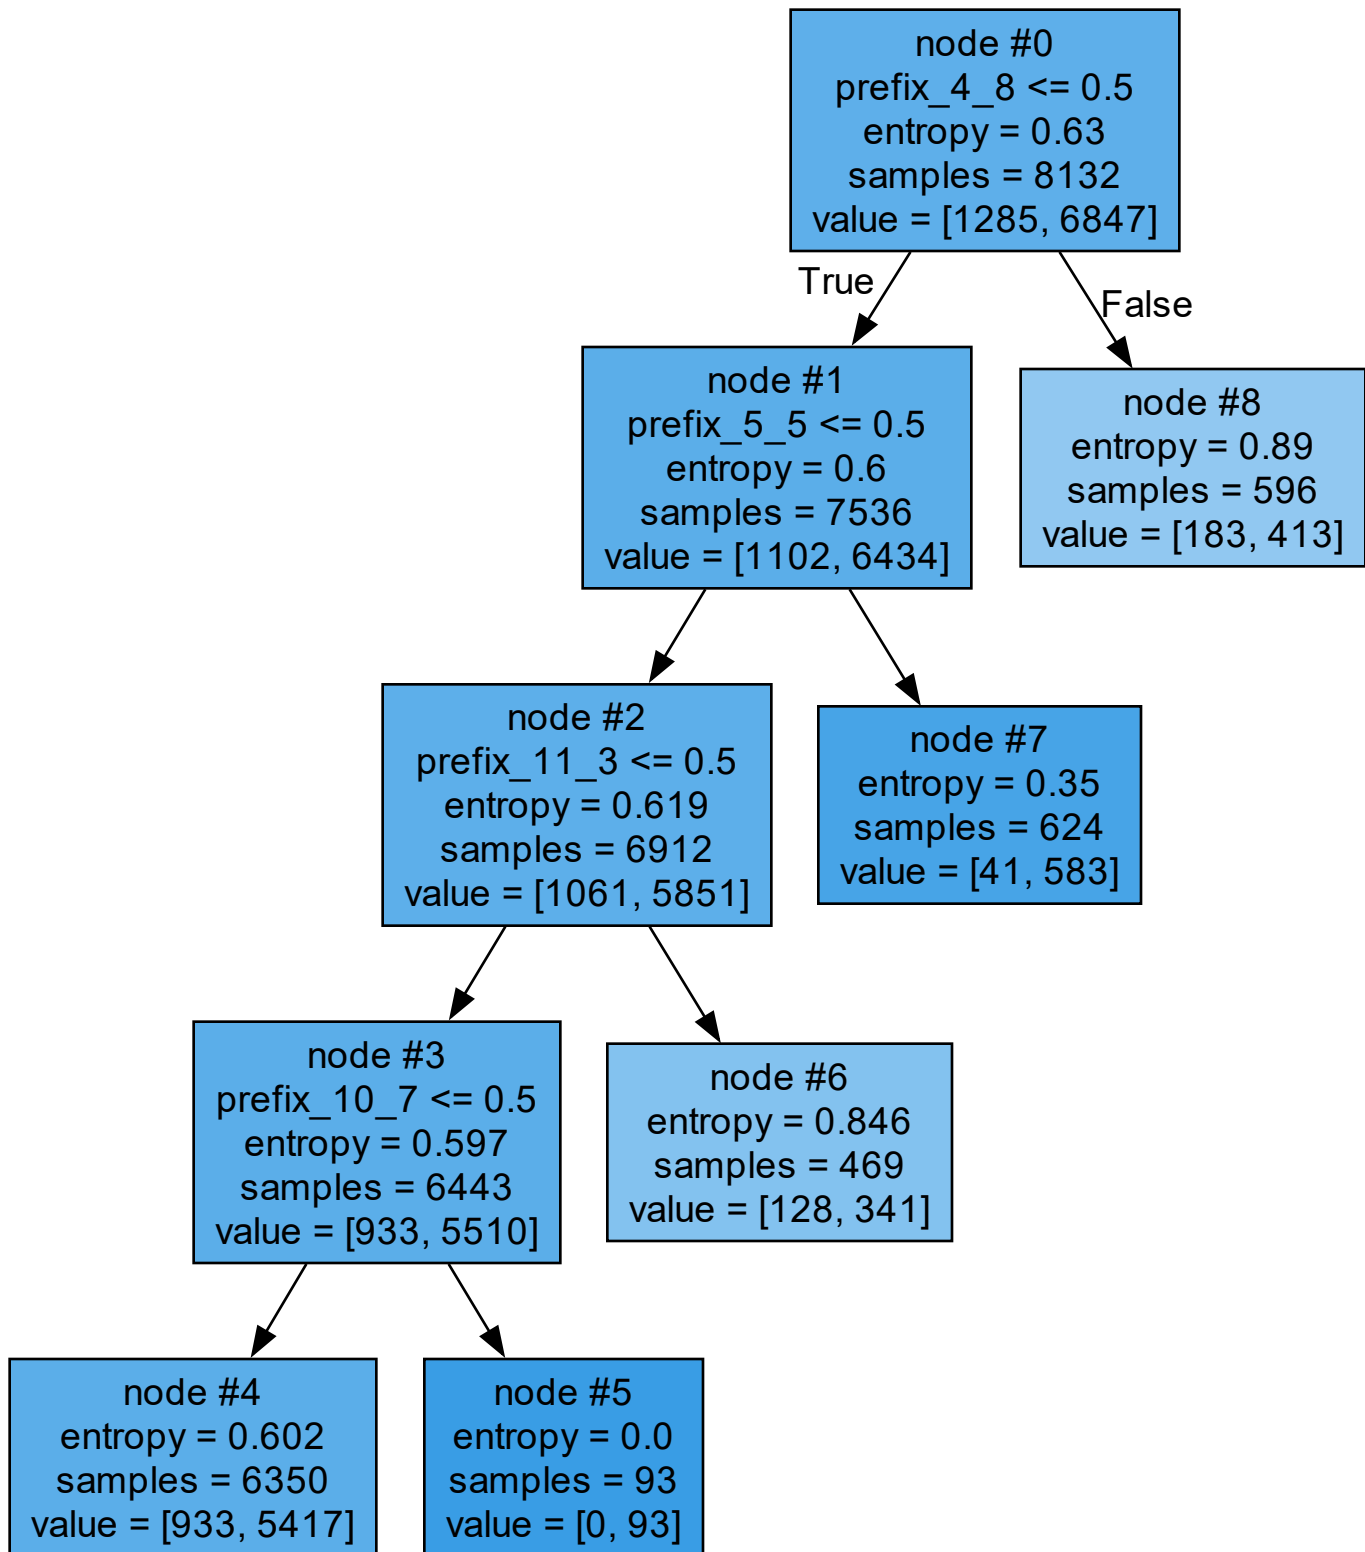 node #0
prefix_4_8 <= 0.5
entropy = 0.63
samples = 8132
value = [1285, 6847]
True
False
node #1
prefix_5_5 <= 0.5
entropy = 0.6
samples = 7536
value = [1102, 6434]
node #8
entropy = 0.89
samples = 596
value = [183, 413]
node #2
prefix_11_3 <= 0.5
entropy = 0.619
samples = 6912
value = [1061, 5851]
node #7
entropy = 0.35
samples = 624
value = [41, 583]
node #3
prefix_10_7 <= 0.5
entropy = 0.597
samples = 6443
value = [933, 5510]
node #6
entropy = 0.846
samples = 469
value = [128, 341]
node #4
entropy = 0.602
samples = 6350
value = [933, 5417]
node #5
entropy = 0.0
samples = 93
value = [0, 93]